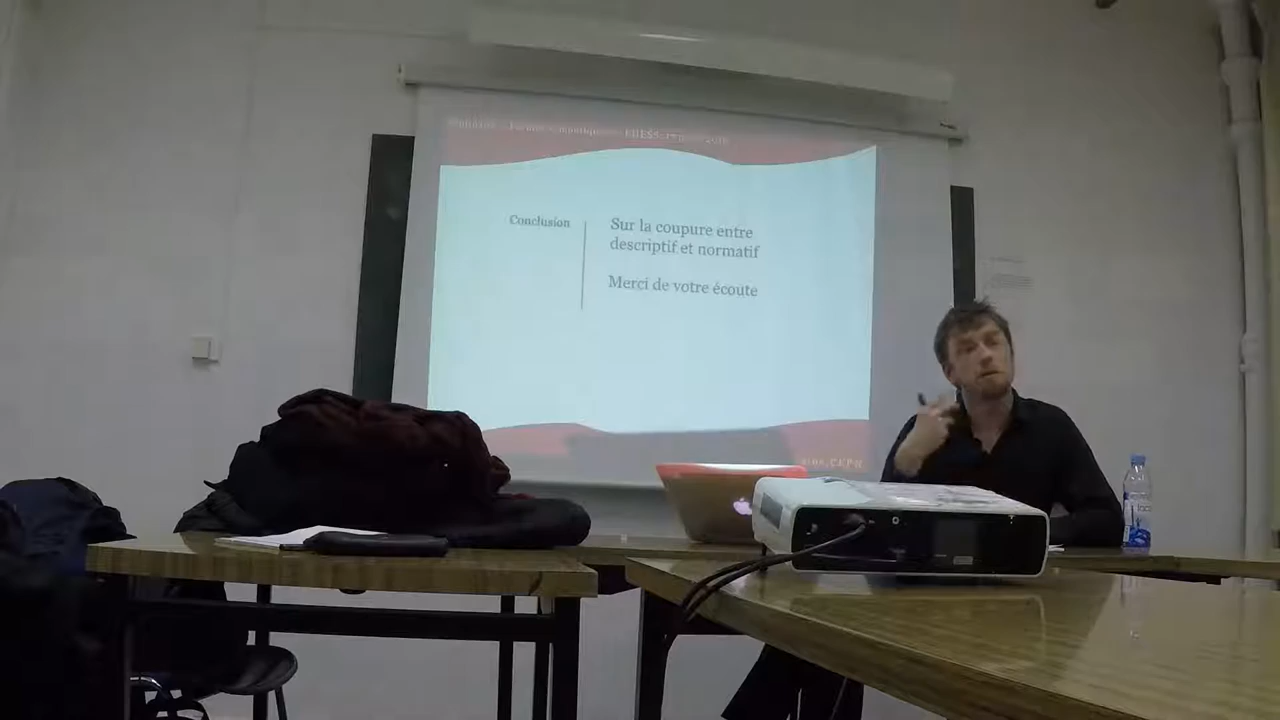 Conclusion
Sur la coupure entre
descriptif et normatif
Merci de votre écoute